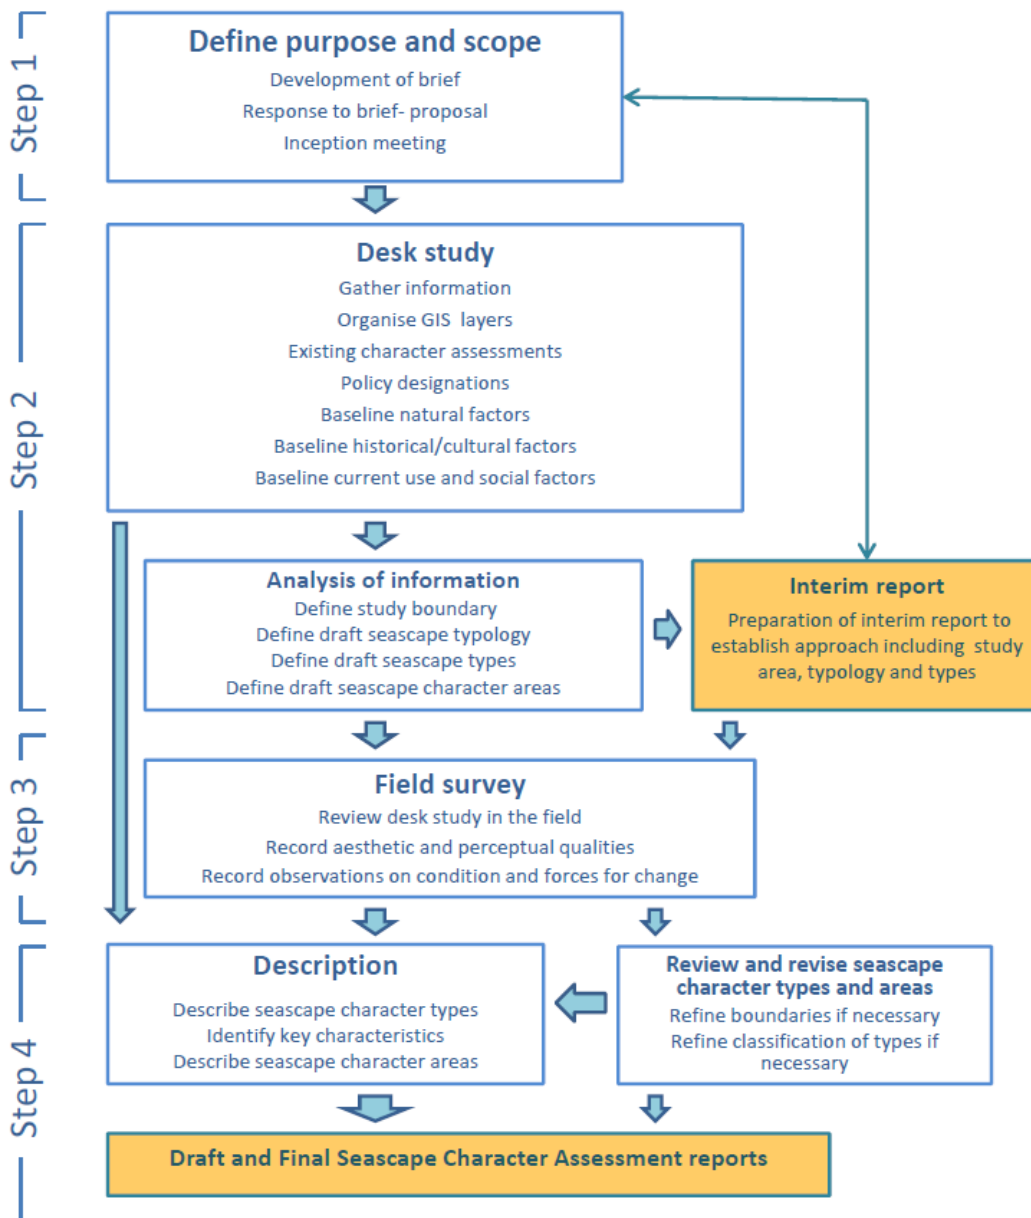 Step 1
Define purpose and scope
Development of brief
Response to brief- proposal
Inception meeting
Step 2
Desk study
Gather information
Organise GIS layers
Existing character assessments
Policy designations
Baseline natural factors
Baseline historical/cultural factors
Baseline current use and social factors
Analysis of information
Define study boundary
Define draft seascape typology
Define draft seascape types
Define draft seascape character areas
Interim report
Preparation of interim report to
establish approach including study
area, typology and types
Step 3
Field survey
Review desk study in the field
Record aesthetic and perceptual qualities
Record observations on condition and forces for change
Step 4
Description
Describe seascape character types
Identify key characteristics
Describe seascape character areas
Review and revise seascape
character types and areas
Refine boundaries if necessary
Refine classification of types if
necessary
Draft and Final Seascape Character Assessment reports